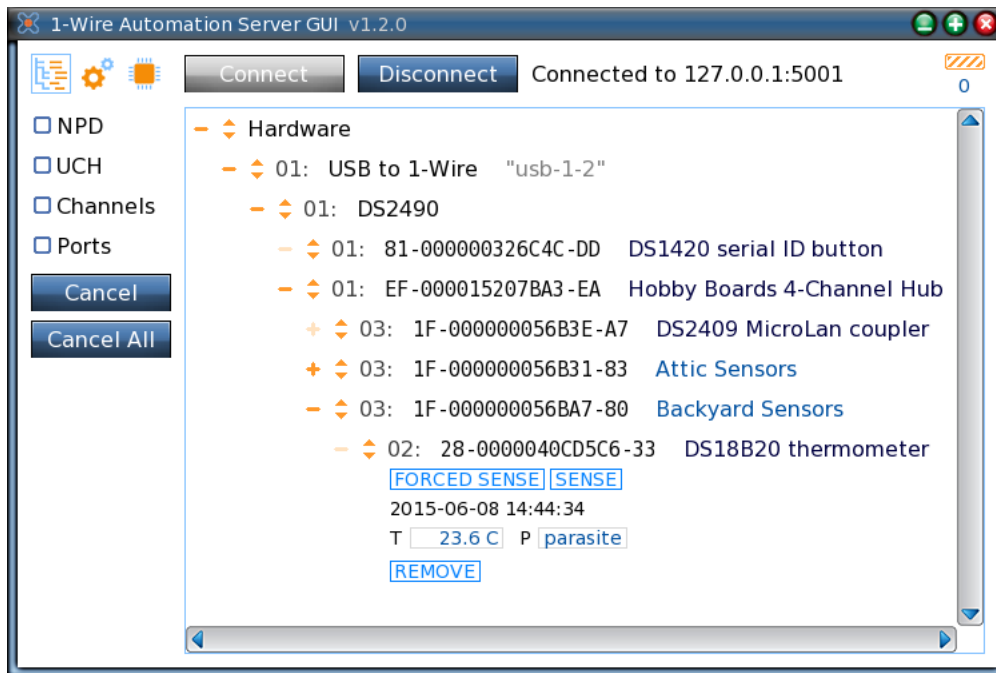 1-Wire Automation Server GUI v1.2.0
Connect Disconnect Connected to 127.0.0.1:5001
0
NPD
UCH
Channels
Ports
Cancel
Cancel All
Hardware
01: USB to 1-Wire "usb-1-2"
01: DS2490
01: 81-000000326C4C-DD DS1420 serial ID button
01: EF-000015207BA3-EA Hobby Boards 4-Channel Hub
03: 1F-000000056B3E-A7 DS2409 MicroLan coupler
03: 1F-000000056B31-83 Attic Sensors
03: 1F-000000056BA7-80 Backyard Sensors
02: 28-0000040CD5C6-33 DS18B20 thermometer
FORCED SENSE SENSE
2015-06-08 14:44:34
T 23.6 C P parasite
REMOVE